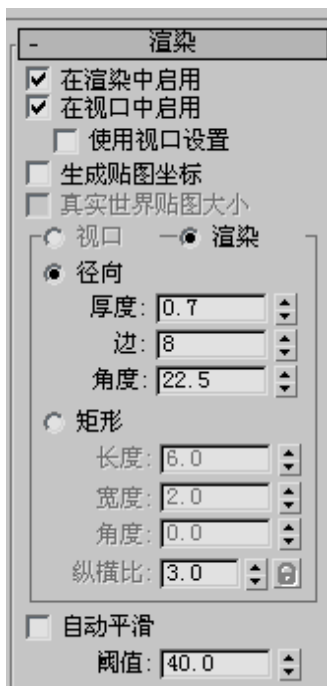 - 渲染
在渲染中启用
在视口中启用
使用视口设置
生成贴图坐标
真实世界贴图大小
视口 渲染
径向
厚度: 0.7
边: 8
角度: 22.5
矩形
长度: 6.0
宽度: 2.0
角度: 0.0
纵横比: 3.0
自动平滑
阈值: 40.0